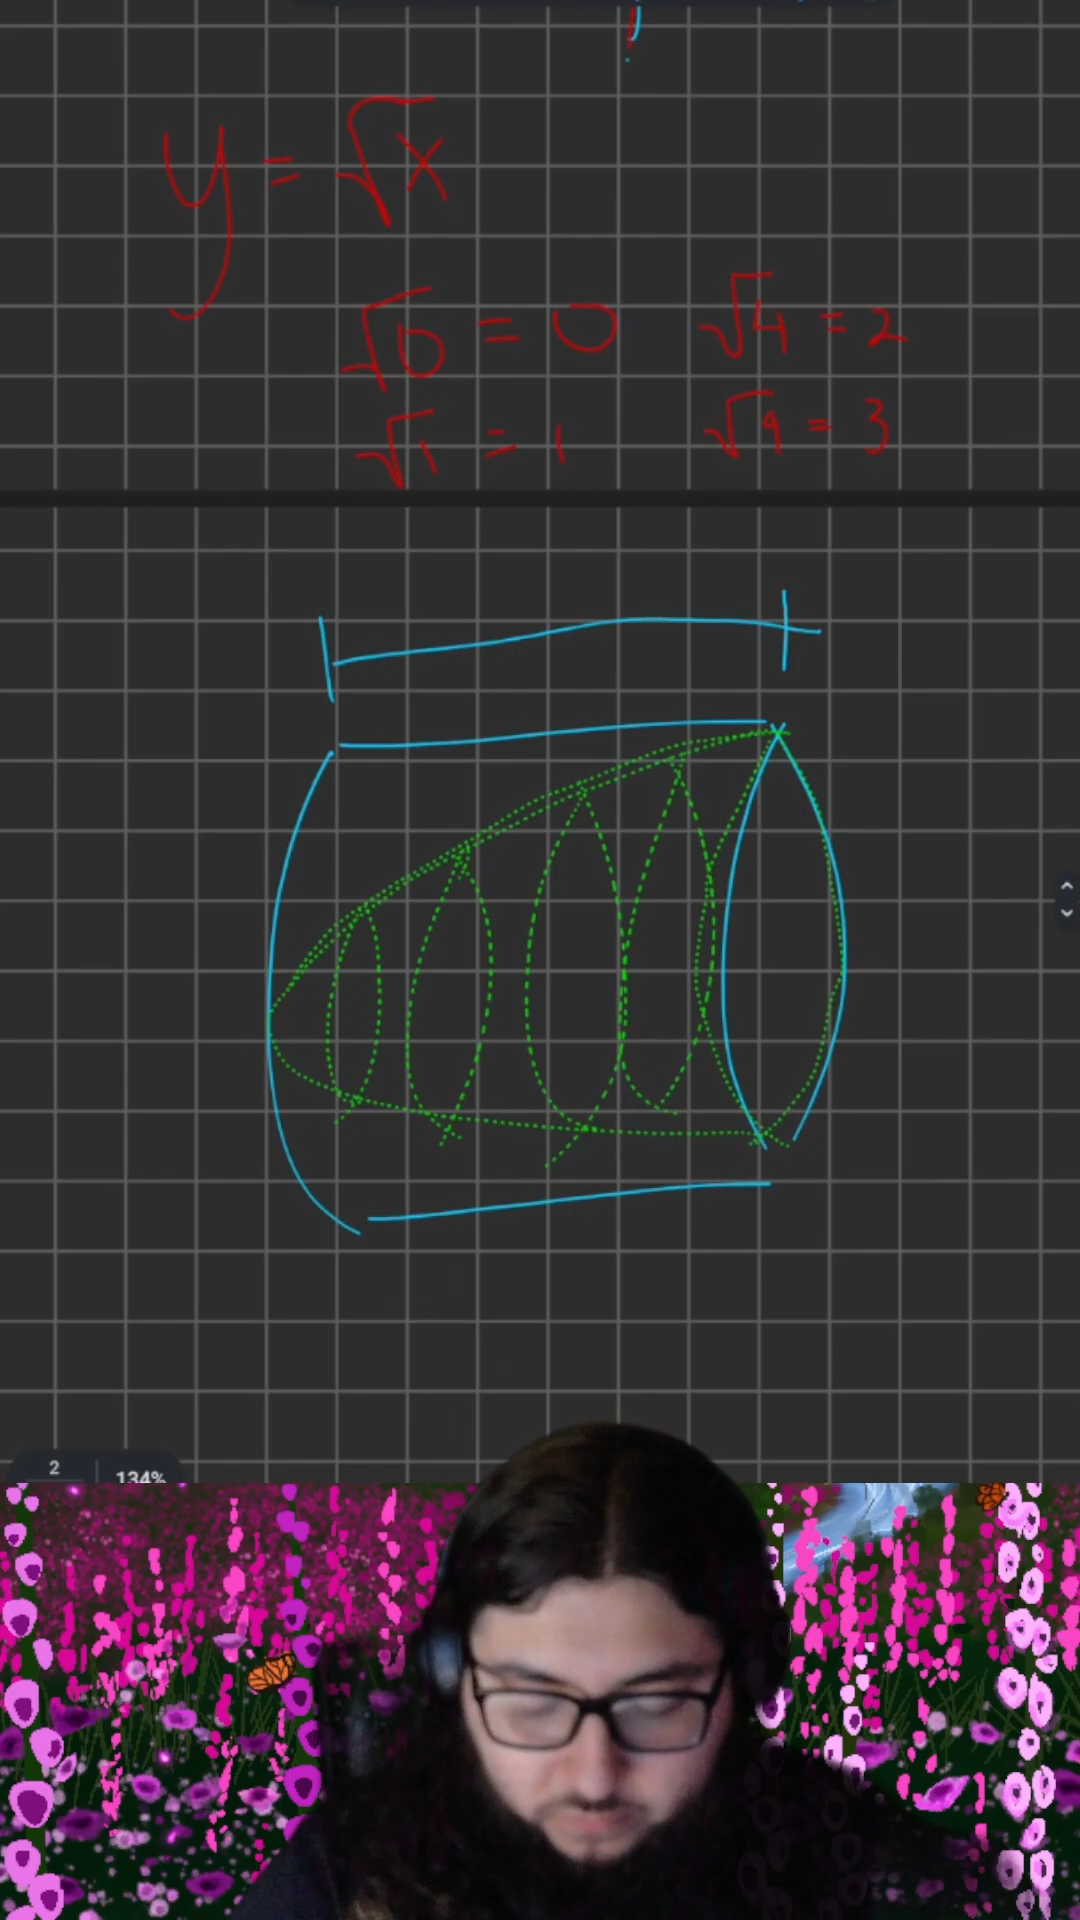 y = √x
√0 = 0 √4 = 2
√1 = 1 √9 = 3
2 134%